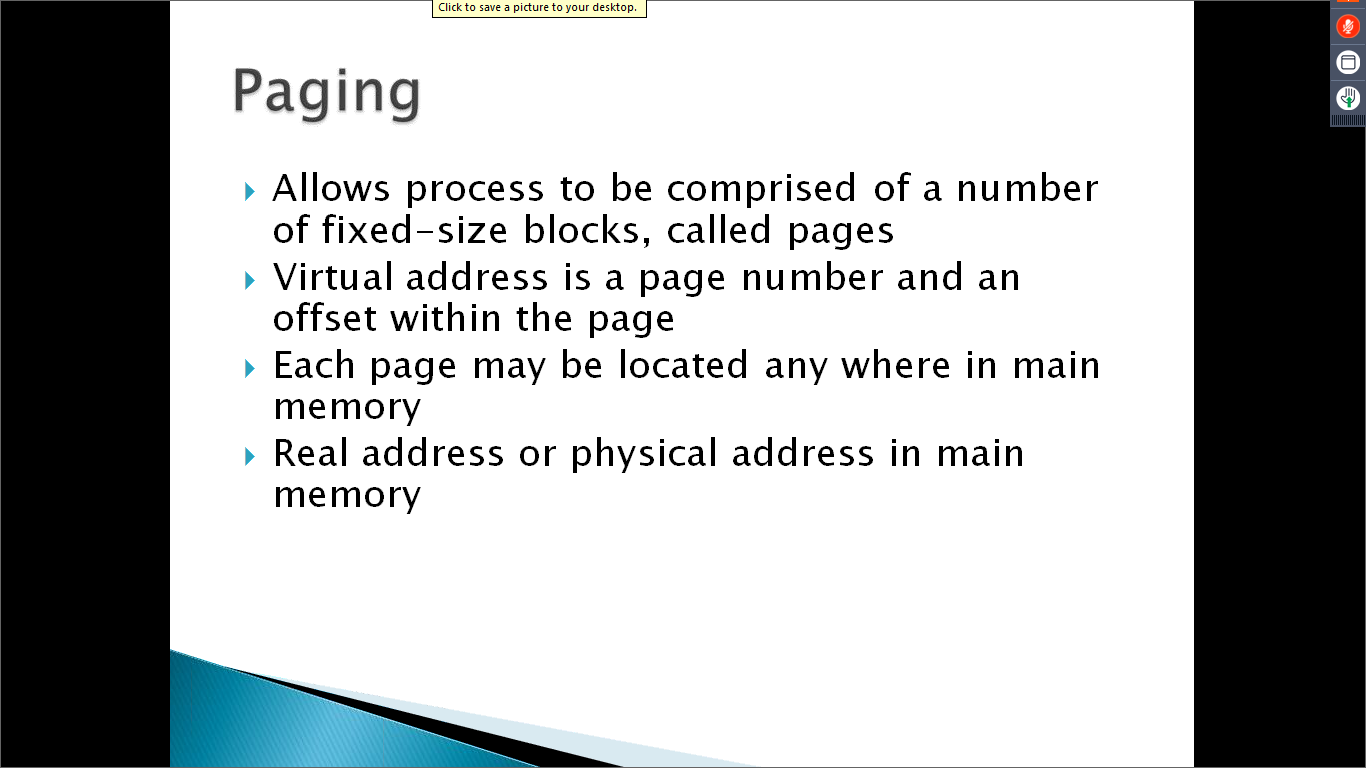 Click to save a picture to your desktop.
Paging
Allows process to be comprised of a number
of fixed-size blocks, called pages
Virtual address is a page number and an
offset within the page
Each page may be located any where in main
memory
Real address or physical address in main
memory